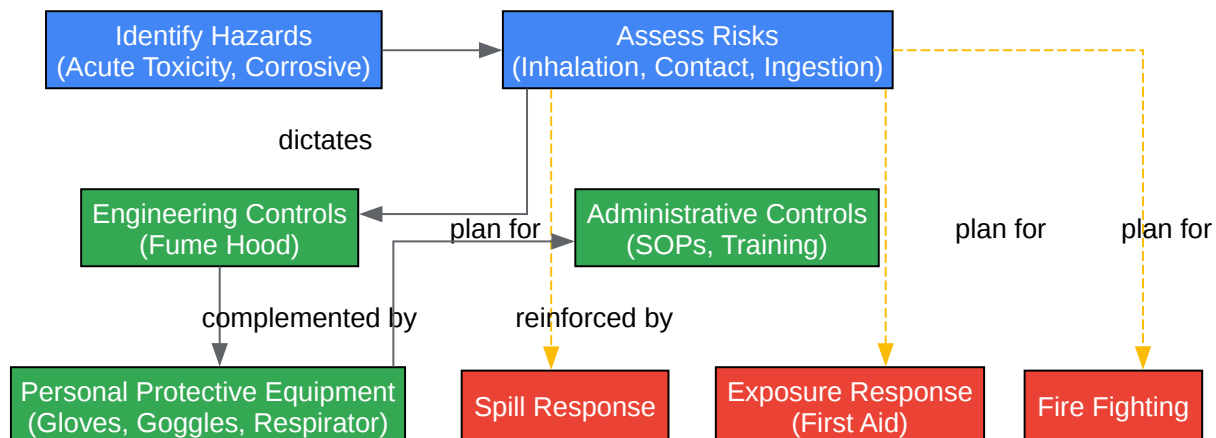 Identify Hazards
(Acute Toxicity, Corrosive)
Assess Risks
(Inhalation, Contact, Ingestion)
dictates
Engineering Controls
(Fume Hood)
plan for
Administrative Controls
(SOPs, Training)
plan for
plan for
complemented by
reinforced by
Personal Protective Equipment
(Gloves, Goggles, Respirator)
Spill Response
Exposure Response
(First Aid)
Fire Fighting